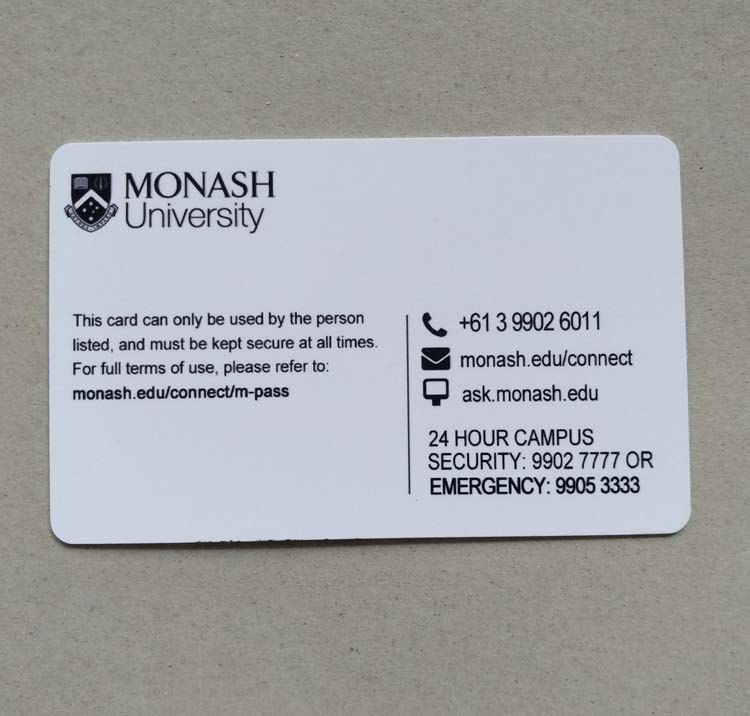 MONASH
University
This card can only be used by the person
listed, and must be kept secure at all times.
For full terms of use, please refer to:
monash.edu/connect/m-pass
+61 3 9902 6011
monash.edu/connect
ask.monash.edu
24 HOUR CAMPUS
SECURITY: 9902 7777 OR
EMERGENCY: 9905 3333